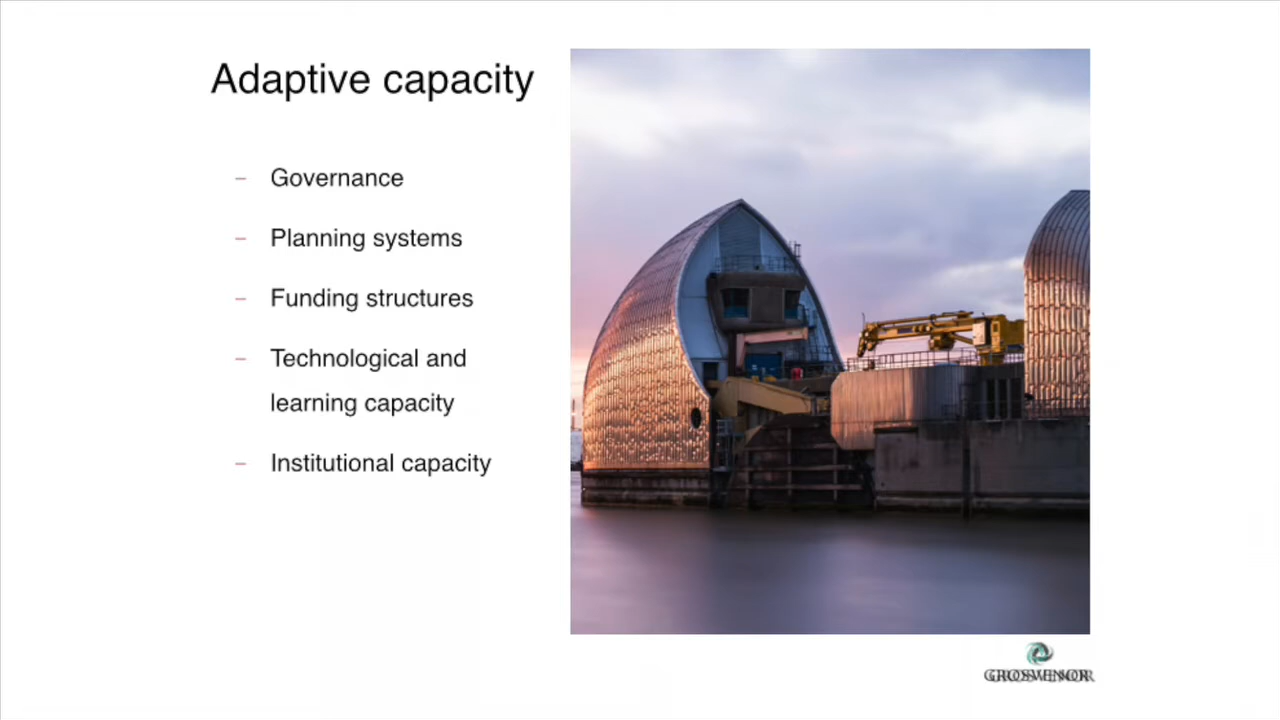 Adaptive capacity
– Governance
– Planning systems
– Funding structures
– Technological and
learning capacity
– Institutional capacity
GROSVENOR